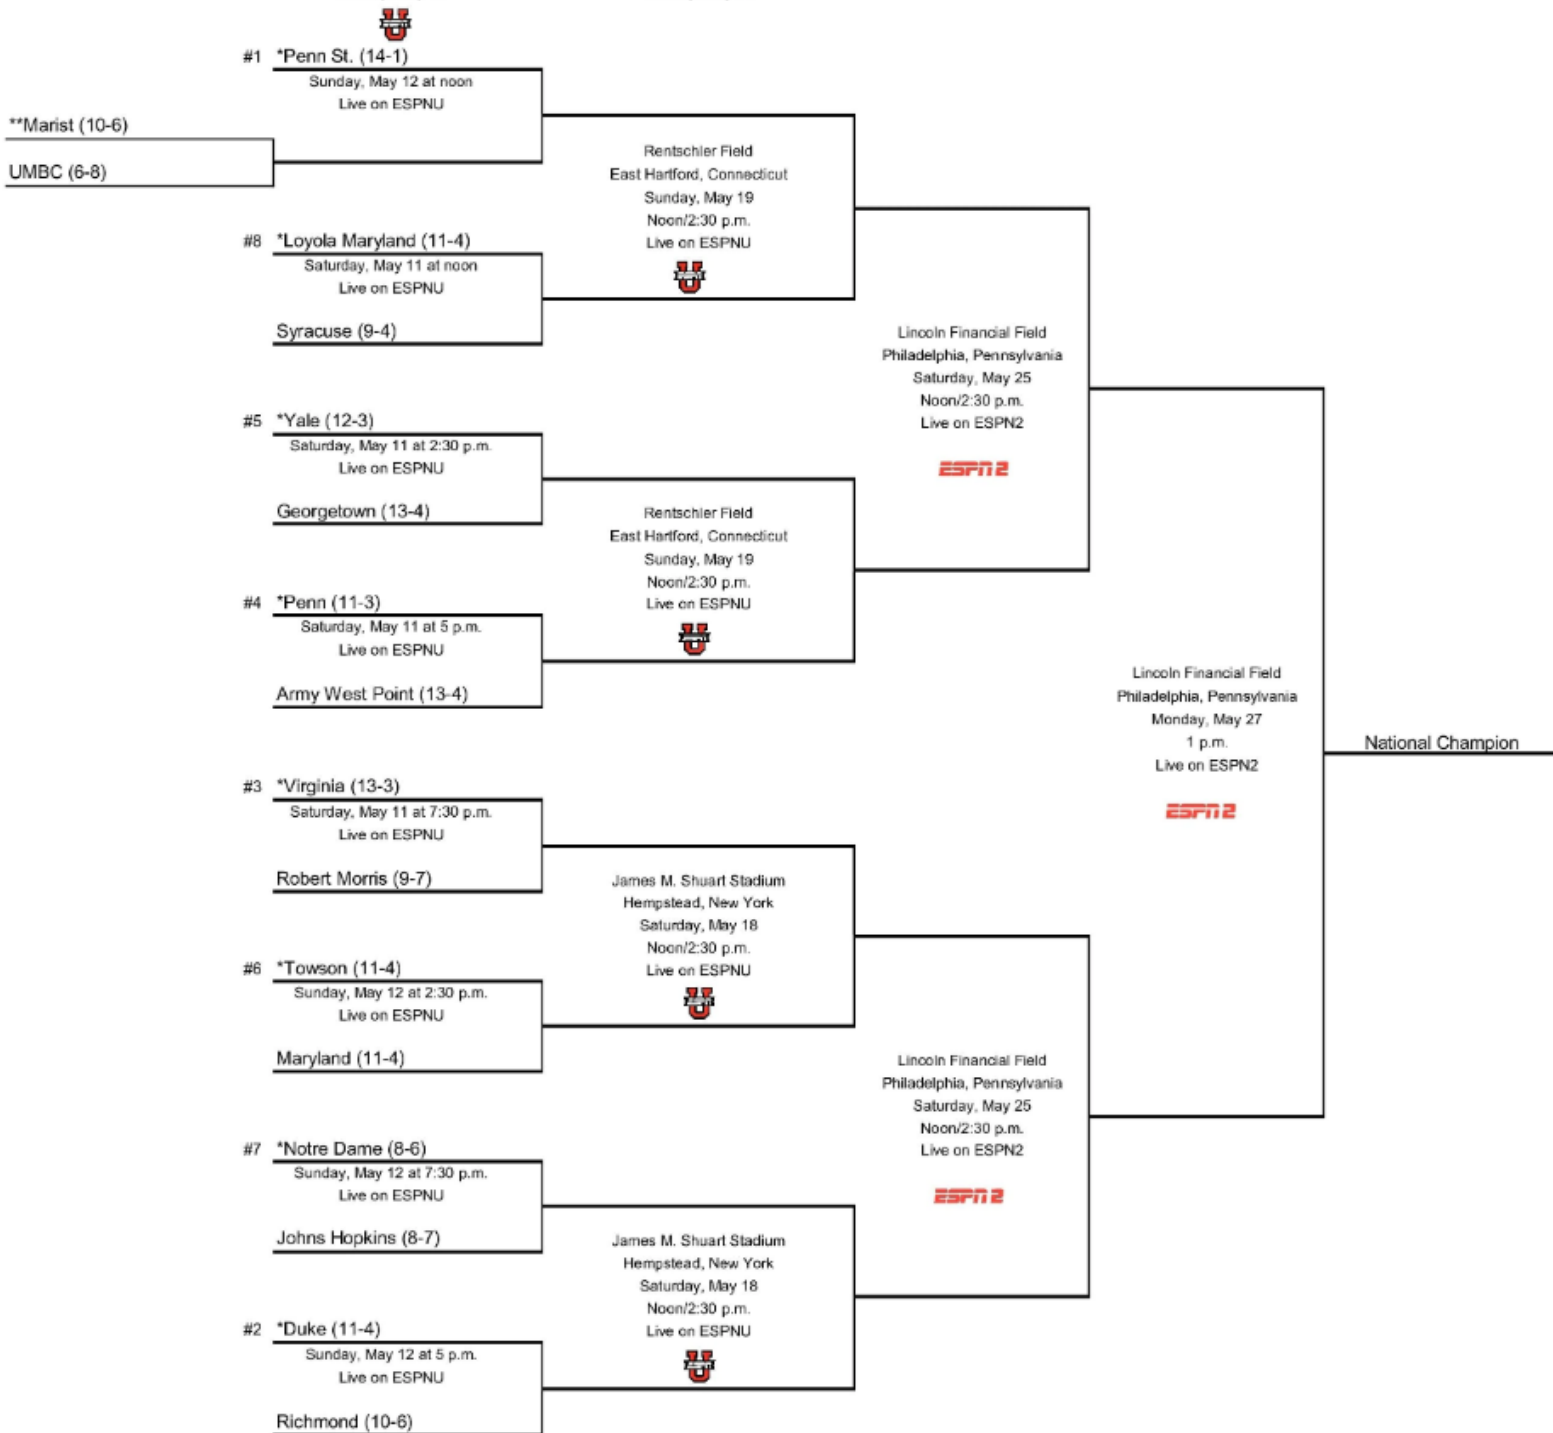 #1 *Penn St. (14-1)
Sunday, May 12 at noon
Live on ESPNU
**Marist (10-6)
UMBC (6-8)
Rentschler Field
East Hartford, Connecticut
Sunday, May 19
Noon/2:30 p.m.
Live on ESPNU
#8 *Loyola Maryland (11-4)
Saturday, May 11 at noon
Live on ESPNU
Syracuse (9-4)
Lincoln Financial Field
Philadelphia, Pennsylvania
Saturday, May 25
Noon/2:30 p.m.
Live on ESPN2
ESPN2
#5 *Yale (12-3)
Saturday, May 11 at 2:30 p.m.
Live on ESPNU
Georgetown (13-4)
Rentschler Field
East Hartford, Connecticut
Sunday, May 19
Noon/2:30 p.m.
Live on ESPNU
#4 *Penn (11-3)
Saturday, May 11 at 5 p.m.
Live on ESPNU
Army West Point (13-4)
Lincoln Financial Field
Philadelphia, Pennsylvania
Monday, May 27
1 p.m.
Live on ESPN2
ESPN2
National Champion
#3 *Virginia (13-3)
Saturday, May 11 at 7:30 p.m.
Live on ESPNU
Robert Morris (9-7)
James M. Shuart Stadium
Hempstead, New York
Saturday, May 18
Noon/2:30 p.m.
Live on ESPNU
#6 *Towson (11-4)
Sunday, May 12 at 2:30 p.m.
Live on ESPNU
Maryland (11-4)
Lincoln Financial Field
Philadelphia, Pennsylvania
Saturday, May 25
Noon/2:30 p.m.
Live on ESPN2
ESPN2
#7 *Notre Dame (8-6)
Sunday, May 12 at 7:30 p.m.
Live on ESPNU
Johns Hopkins (8-7)
James M. Shuart Stadium
Hempstead, New York
Saturday, May 18
Noon/2:30 p.m.
Live on ESPNU
#2 *Duke (11-4)
Sunday, May 12 at 5 p.m.
Live on ESPNU
Richmond (10-6)